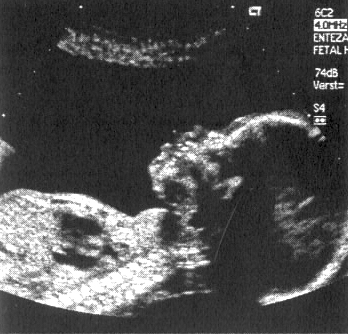 6C2
4.0MHz
ENTEZA
FETAL H
74dB
Verst=
S4